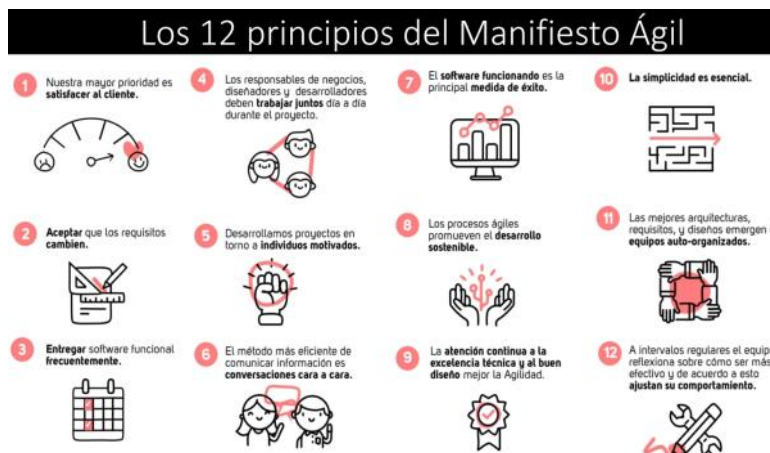 Los 12 principios del Manifiesto Ágil
1
Nuestra mayor prioridad es
satisfacer al cliente.
2
Aceptar que los requisitos
cambien.
3
Entregar software funcional
frecuentemente.
4
Los responsables de negocios,
diseñadores y desarrolladores
deben trabajar juntos día a día
durante el proyecto.
5
Desarrollamos proyectos en
torno a individuos motivados.
6
El método más eficiente de
comunicar información es
conversaciones cara a cara.
7
El software funcionando es la
principal medida de éxito.
8
Los procesos ágiles
promueven el desarrollo
sostenible.
9
La atención continua a la
excelencia técnica y al buen
diseño mejor la Agilidad.
10
La simplicidad es esencial.
11
Las mejores arquitecturas,
requisitos, y diseños emergen
equipos auto-organizados.
12
A intervalos regulares el equip
reflexiona sobre cómo ser más
efectivo y de acuerdo a esto
ajustan su comportamiento.